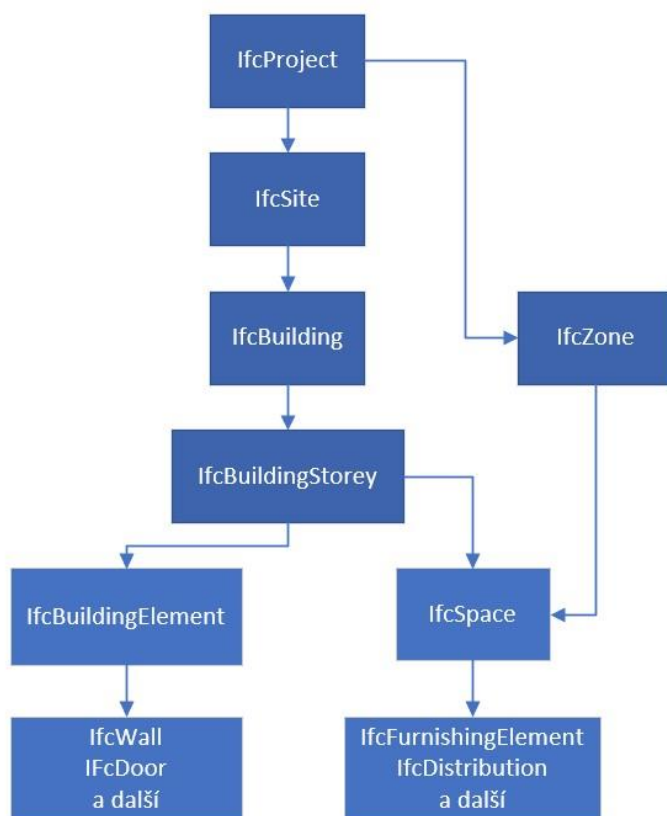 IfcProject
IfcSite
IfcBuilding
IfcZone
IfcBuildingStorey
IfcBuildingElement
IfcSpace
IfcWall
IFcDoor
a další
IfcFurnishingElement
IfcDistribution
a další